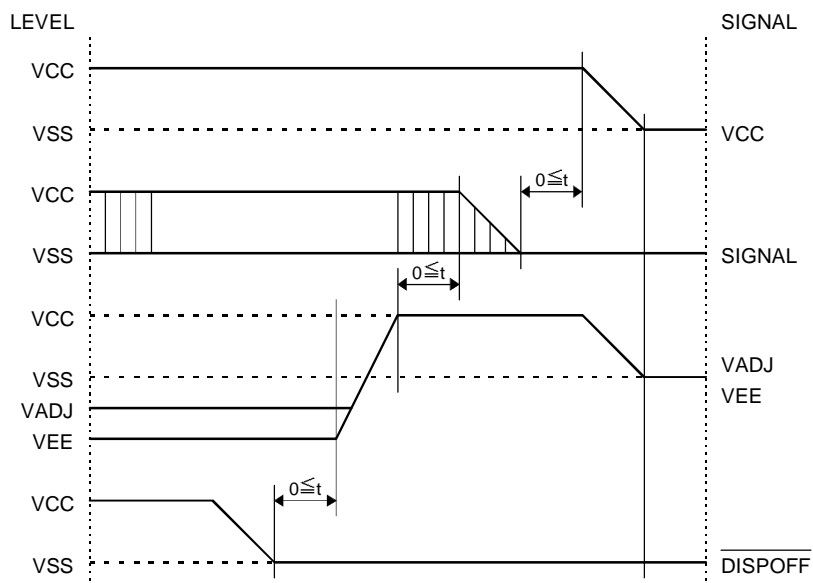 LEVEL SIGNAL
VCC
VSS VCC
VCC 0≦t
VSS SIGNAL
0≦t
VCC
VSS VADJ
VADJ VEE
VEE
0≦t
VCC
VSS DISPOFF